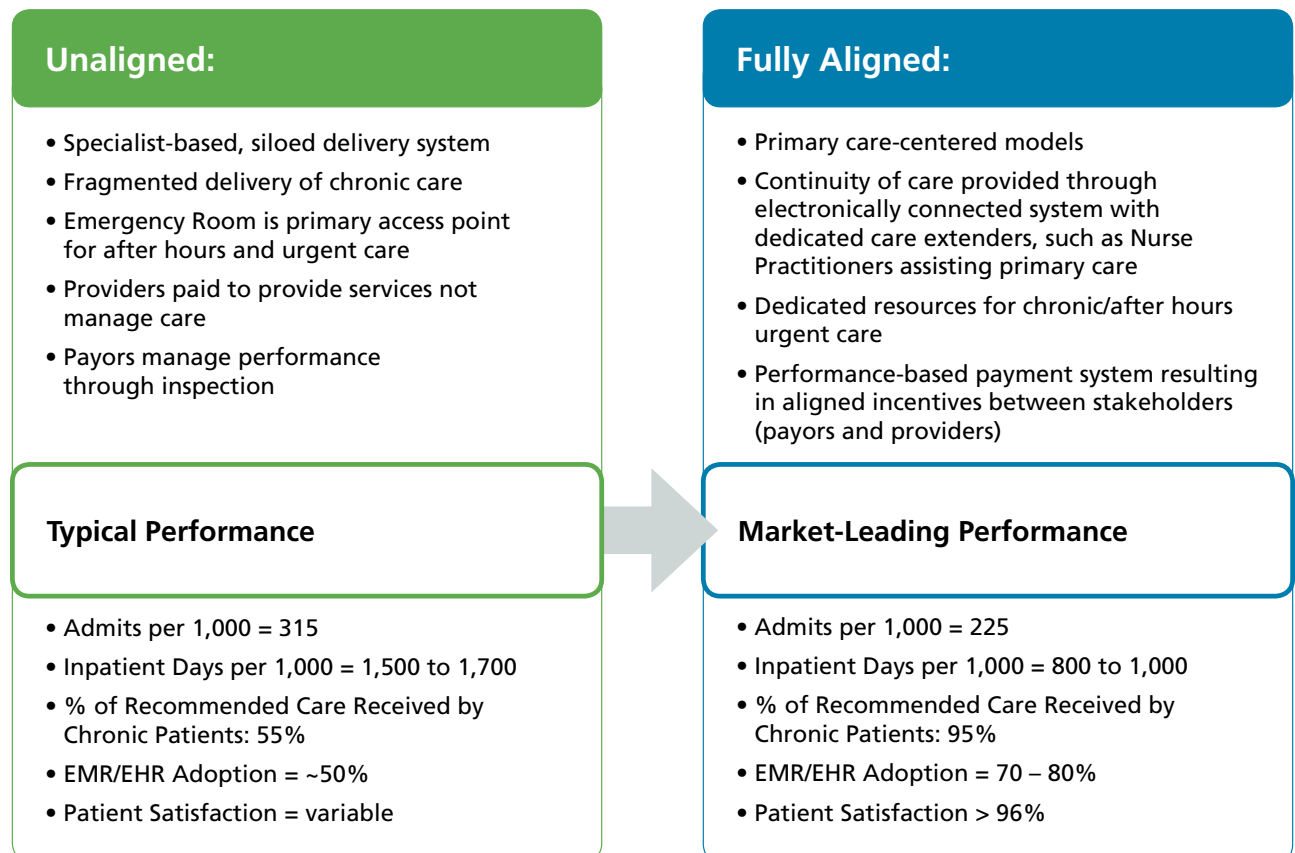 Unaligned:
• Specialist-based, siloed delivery system
• Fragmented delivery of chronic care
• Emergency Room is primary access point
for after hours and urgent care
• Providers paid to provide services not
manage care
• Payors manage performance
through inspection
Typical Performance
• Admits per 1,000 = 315
• Inpatient Days per 1,000 = 1,500 to 1,700
• % of Recommended Care Received by
Chronic Patients: 55%
• EMR/EHR Adoption = ~50%
• Patient Satisfaction = variable
Fully Aligned:
• Primary care-centered models
• Continuity of care provided through
electronically connected system with
dedicated care extenders, such as Nurse
Practitioners assisting primary care
• Dedicated resources for chronic/after hours
urgent care
• Performance-based payment system resulting
in aligned incentives between stakeholders
(payors and providers)
Market-Leading Performance
• Admits per 1,000 = 225
• Inpatient Days per 1,000 = 800 to 1,000
• % of Recommended Care Received by
Chronic Patients: 95%
• EMR/EHR Adoption = 70 – 80%
• Patient Satisfaction > 96%